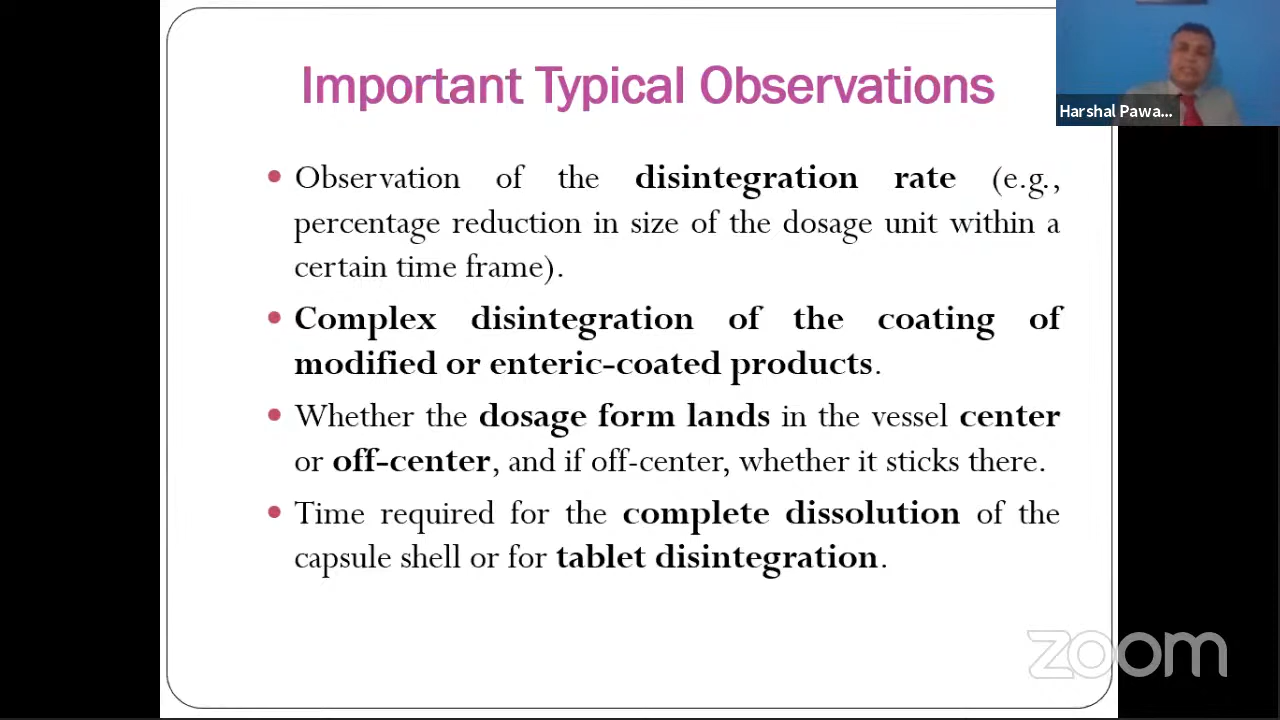 Important Typical Observations
Harshal Pawa...
• Observation of the disintegration rate (e.g.,
percentage reduction in size of the dosage unit within a
certain time frame).
• Complex disintegration of the coating of
modified or enteric-coated products.
• Whether the dosage form lands in the vessel center
or off-center, and if off-center, whether it sticks there.
• Time required for the complete dissolution of the
capsule shell or for tablet disintegration.
zoom